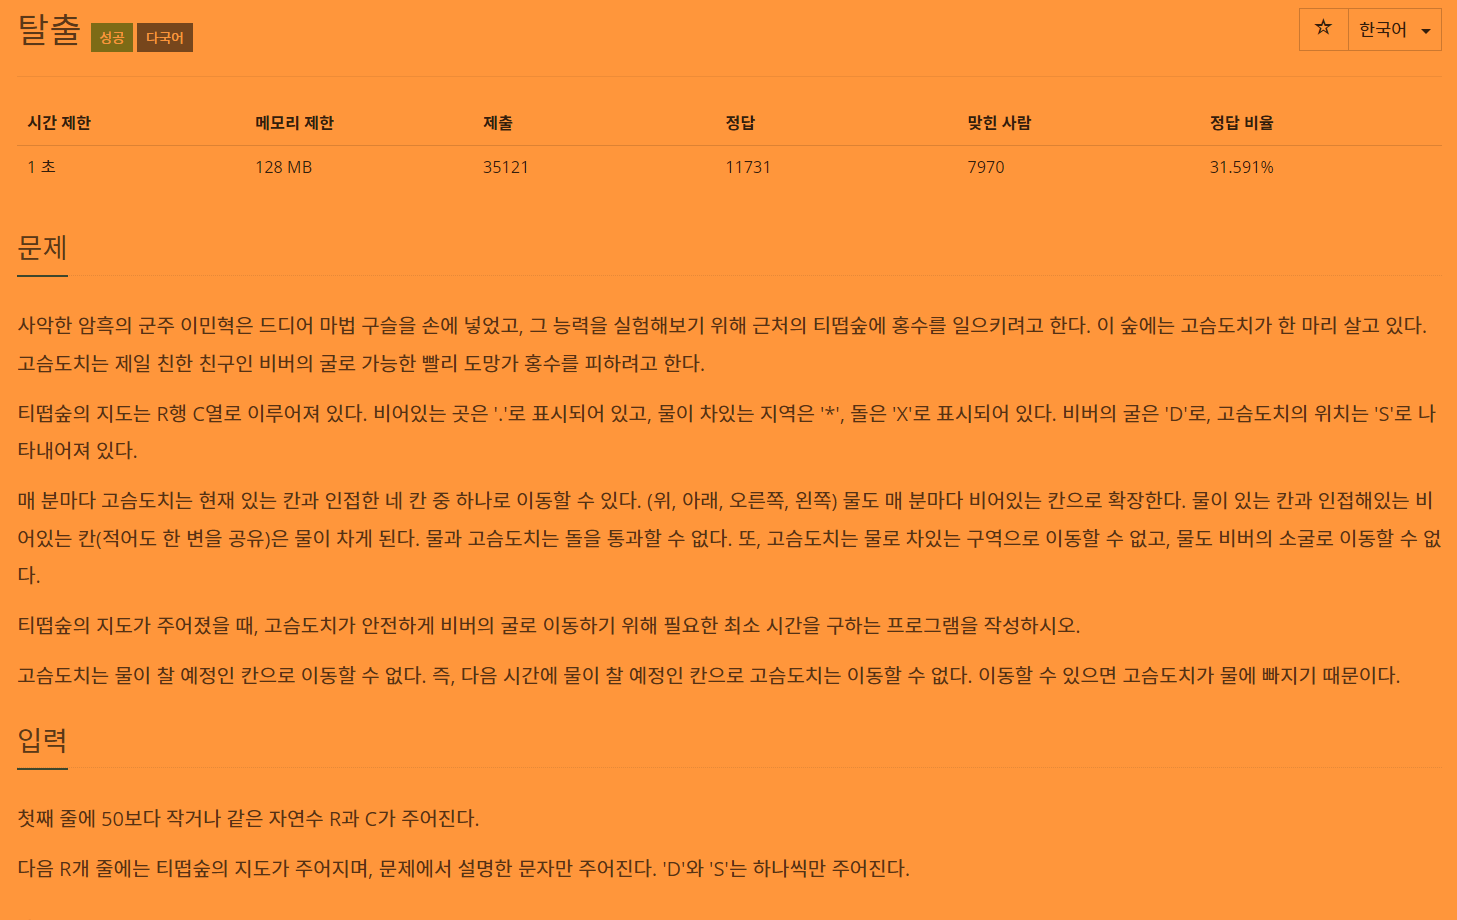 탈출 성공 다국어
☆ 한국어
시간 제한 메모리 제한 제출 정답 맞힌 사람 정답 비율
1 초 128 MB 35121 11731 7970 31.591%
문제
사악한 암흑의 군주 이민혁은 드디어 마법 구슬을 손에 넣었고, 그 능력을 실험해보기 위해 근처의 티떱숲에 홍수를 일으키려고 한다. 이 숲에는 고슴도치가 한 마리 살고 있다.
고슴도치는 제일 친한 친구인 비버의 굴로 가능한 빨리 도망가 홍수를 피하려고 한다.
티떱숲의 지도는 R행 C열로 이루어져 있다. 비어있는 곳은 '.'로 표시되어 있고, 물이 차있는 지역은 '*', 돌은 'X'로 표시되어 있다. 비버의 굴은 'D'로, 고슴도치의 위치는 'S'로 나
타내어져 있다.
매 분마다 고슴도치는 현재 있는 칸과 인접한 네 칸 중 하나로 이동할 수 있다. (위, 아래, 오른쪽, 왼쪽) 물도 매 분마다 비어있는 칸으로 확장한다. 물이 있는 칸과 인접해있는 비
어있는 칸(적어도 한 변을 공유)은 물이 차게 된다. 물과 고슴도치는 돌을 통과할 수 없다. 또, 고슴도치는 물로 차있는 구역으로 이동할 수 없고, 물도 비버의 소굴로 이동할 수 없
다.
티떱숲의 지도가 주어졌을 때, 고슴도치가 안전하게 비버의 굴로 이동하기 위해 필요한 최소 시간을 구하는 프로그램을 작성하시오.
고슴도치는 물이 찰 예정인 칸으로 이동할 수 없다. 즉, 다음 시간에 물이 찰 예정인 칸으로 고슴도치는 이동할 수 없다. 이동할 수 있으면 고슴도치가 물에 빠지기 때문이다.
입력
첫째 줄에 50보다 작거나 같은 자연수 R과 C가 주어진다.
다음 R개 줄에는 티떱숲의 지도가 주어지며, 문제에서 설명한 문자만 주어진다. 'D'와 'S'는 하나씩만 주어진다.